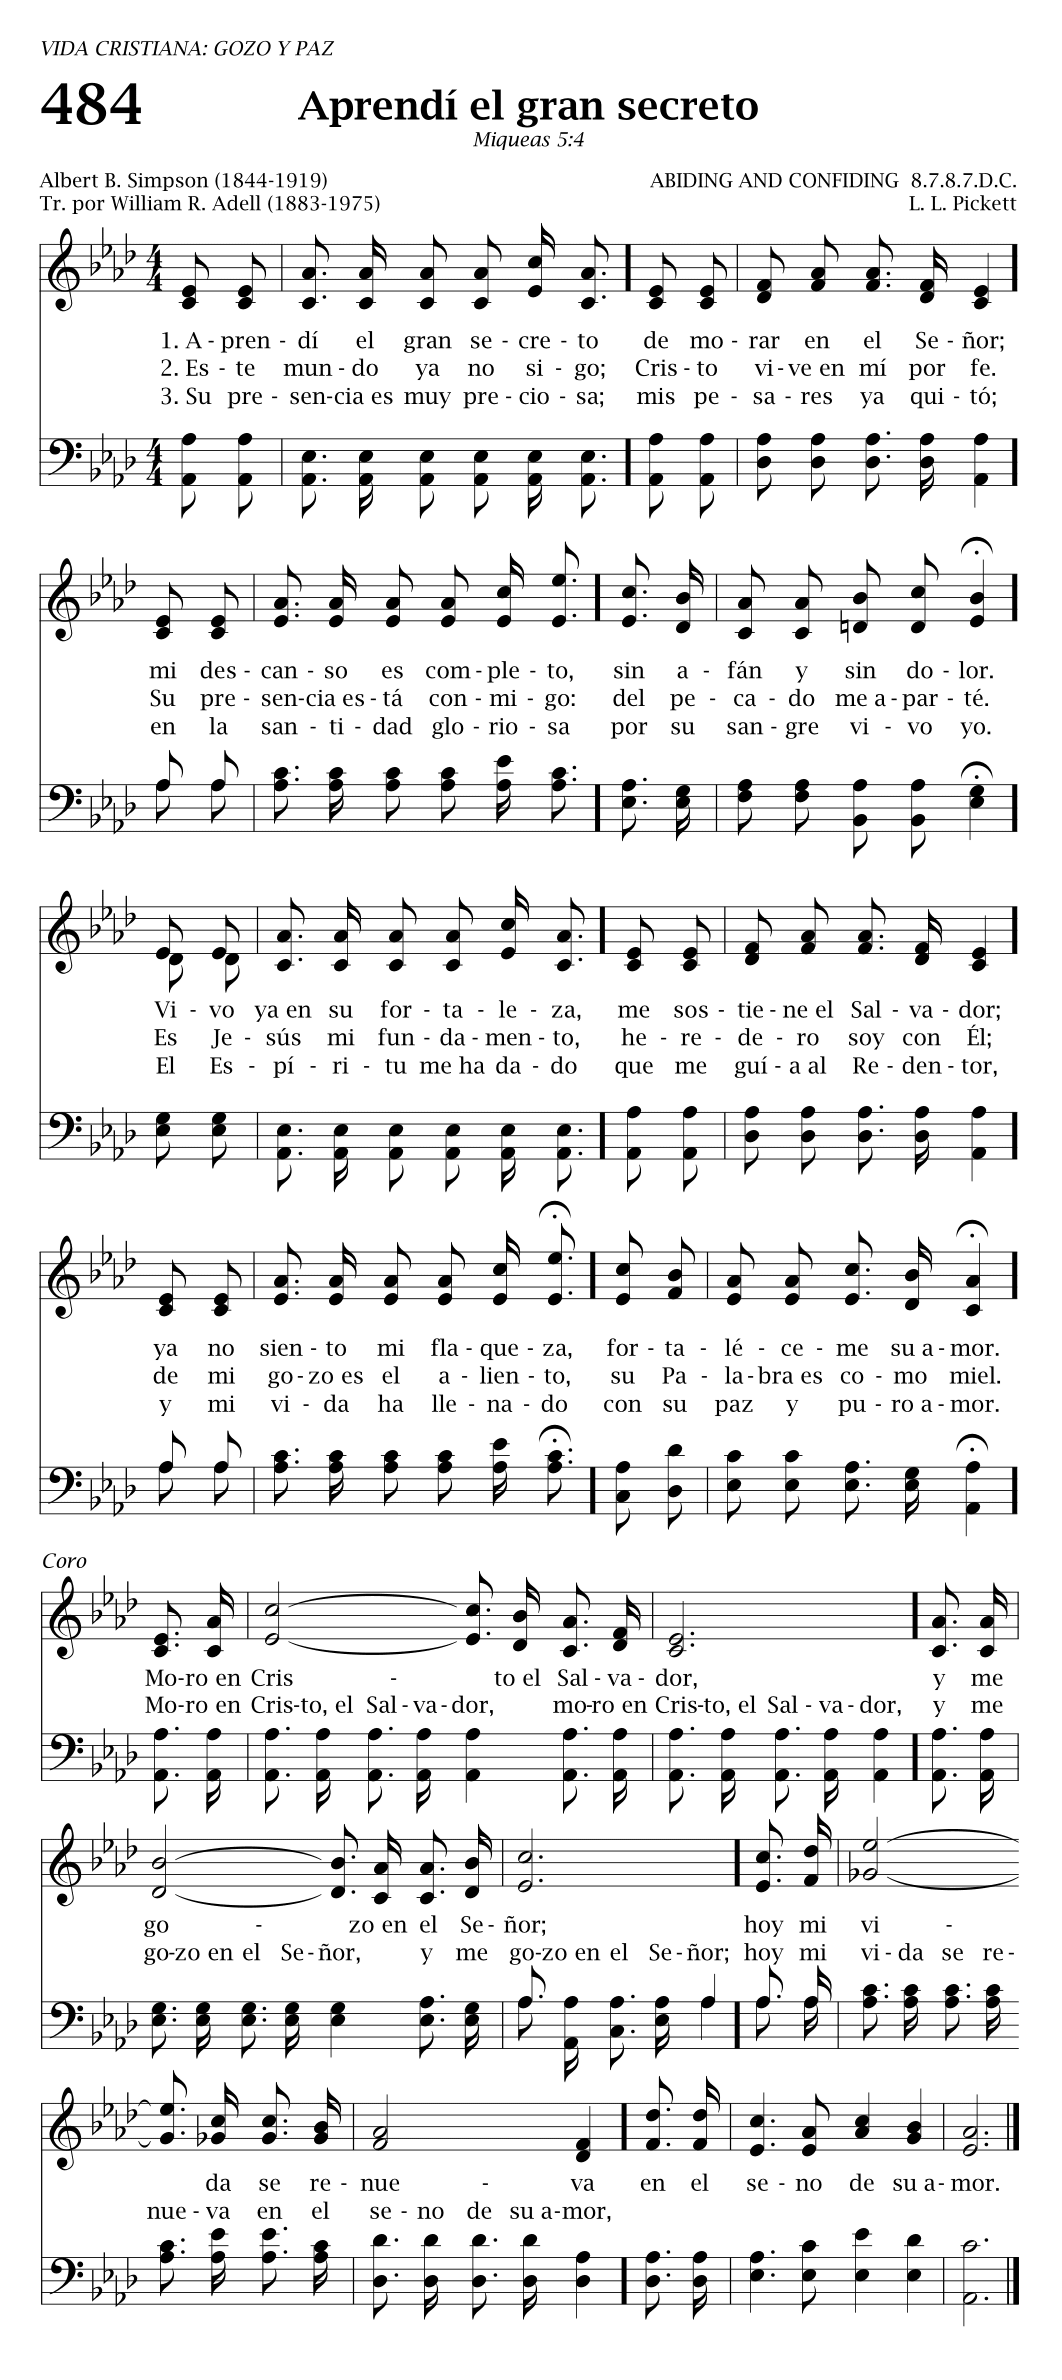 VIDA CRISTIANA: GOZO Y PAZ
484 Aprendí el gran secreto
Miqueas 5:4
Albert B. Simpson (1844-1919) ABIDING AND CONFIDING 8.7.8.7.D.C.
Tr. por William R. Adell (1883-1975) L. L. Pickett
1. A - pren - dí el gran se - cre - to de mo - rar en el Se - ñor;
2. Es - te mun - do ya no si - go; Cris - to vi - ve en mí por fe.
3. Su pre - sen - cia es muy pre - cio - sa; mis pe - sa - res ya qui - tó;
mi des - can - so es com - ple - to, sin a - fán y sin do - lor.
Su pre - sen - cia es - tá con - mi - go: del pe - ca - do me a - par - té.
en la san - ti - dad glo - rio - sa por su san - gre vi - vo yo.
Vi - vo ya en su for - ta - le - za, me sos - tie - ne el Sal - va - dor;
Es Je - sús mi fun - da - men - to, he - re - de - ro soy con Él;
El Es - pí - ri - tu me ha da - do que me guí - a al Re - den - tor,
ya no sien - to mi fla - que - za, for - ta - lé - ce - me su a - mor.
de mi go - zo es el a - lien - to, su Pa - la - bra es co - mo miel.
y mi vi - da ha lle - na - do con su paz y pu - ro a - mor.
Coro
Mo - ro en Cris - to el Sal - va - dor, y me
Mo - ro en Cris - to, el Sal - va - dor, mo - ro en Cris - to, el Sal - va - dor, y me
go - zo en el Se - ñor; hoy mi vi -
go - zo en el Se - ñor, y me go - zo en el Se - ñor; hoy mi vi - da se re -
da se re - nue - va en el se - no de su a - mor.
nue - va en el se - no de su a - mor,